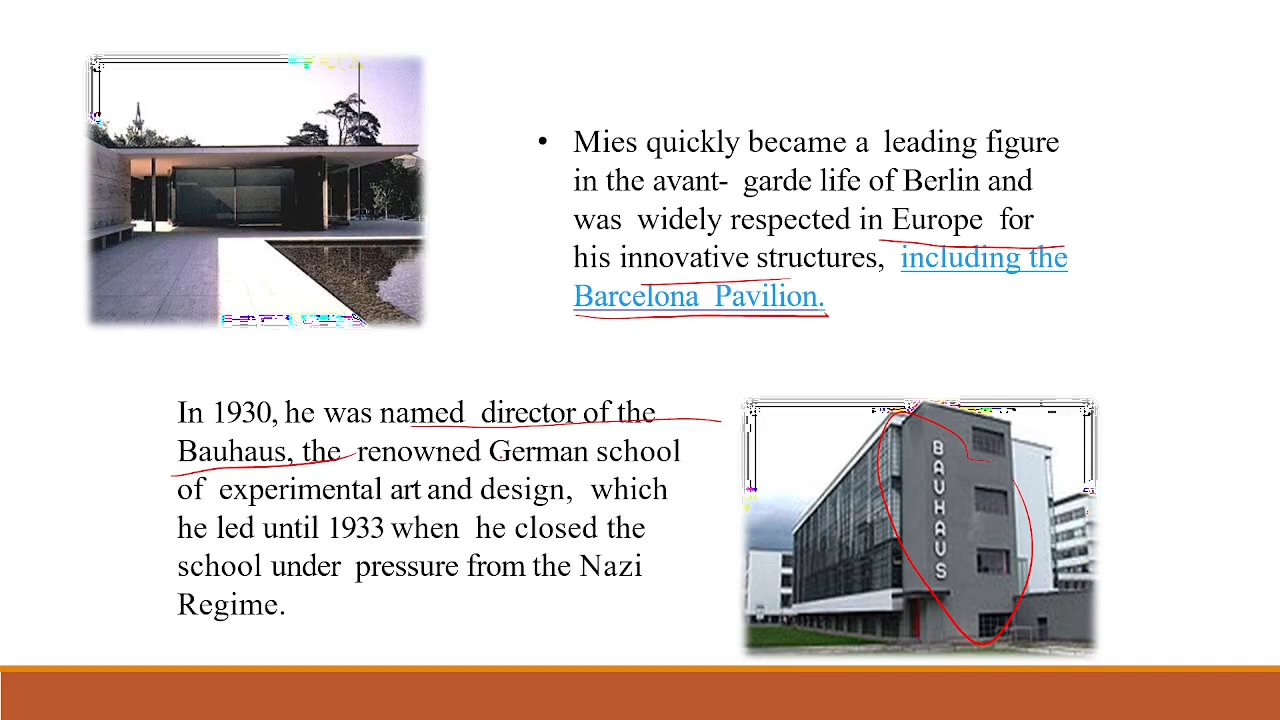 • Mies quickly became a leading figure
in the avant- garde life of Berlin and
was widely respected in Europe for
his innovative structures, including the
Barcelona Pavilion.
In 1930, he was named director of the
Bauhaus, the renowned German school
of experimental art and design, which
he led until 1933 when he closed the
school under pressure from the Nazi
Regime.
BAUHAUS